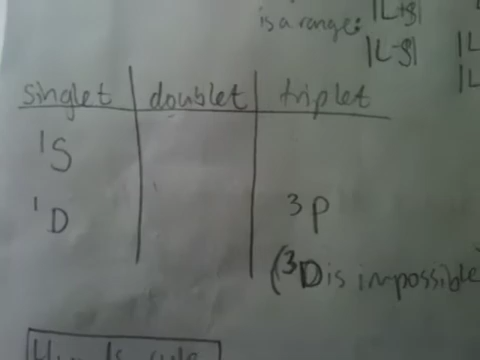 is a range: |L+S|
|L-S|
singlet doublet triplet
¹S
¹D ³P
(³D is impossible